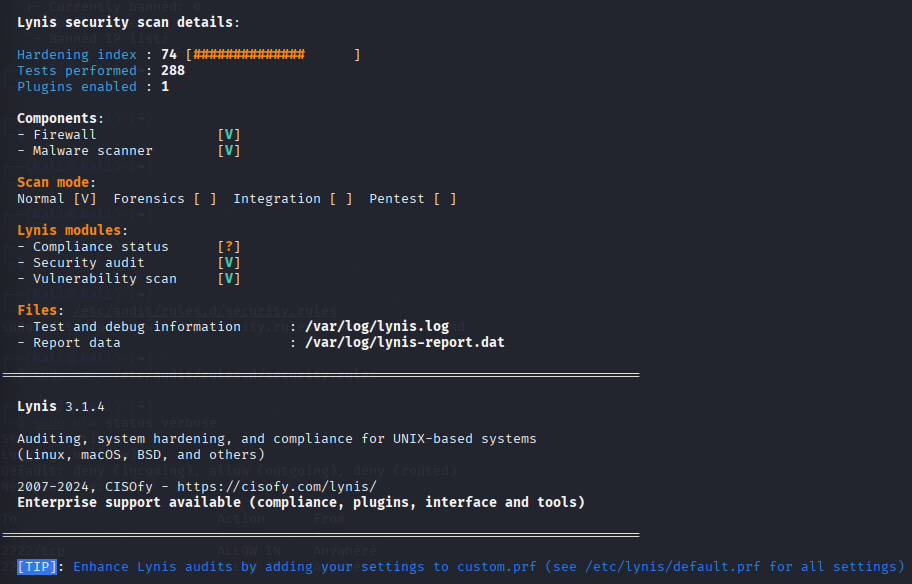 Lynis security scan details:
Hardening index : 74 [##############      ]
Tests performed : 288
Plugins enabled : 1
Components:
- Firewall               [V]
- Malware scanner        [V]
Scan mode:
Normal [V]  Forensics [ ]  Integration [ ]  Pentest [ ]
Lynis modules:
- Compliance status      [?]
- Security audit         [V]
- Vulnerability scan     [V]
Files:
- Test and debug information      : /var/log/lynis.log
- Report data                     : /var/log/lynis-report.dat
================================================================================
Lynis 3.1.4
Auditing, system hardening, and compliance for UNIX-based systems
(Linux, macOS, BSD, and others)
2007-2024, CISOfy - https://cisofy.com/lynis/
Enterprise support available (compliance, plugins, interface and tools)
================================================================================
[TIP]: Enhance Lynis audits by adding your settings to custom.prf (see /etc/lynis/default.prf for all settings)